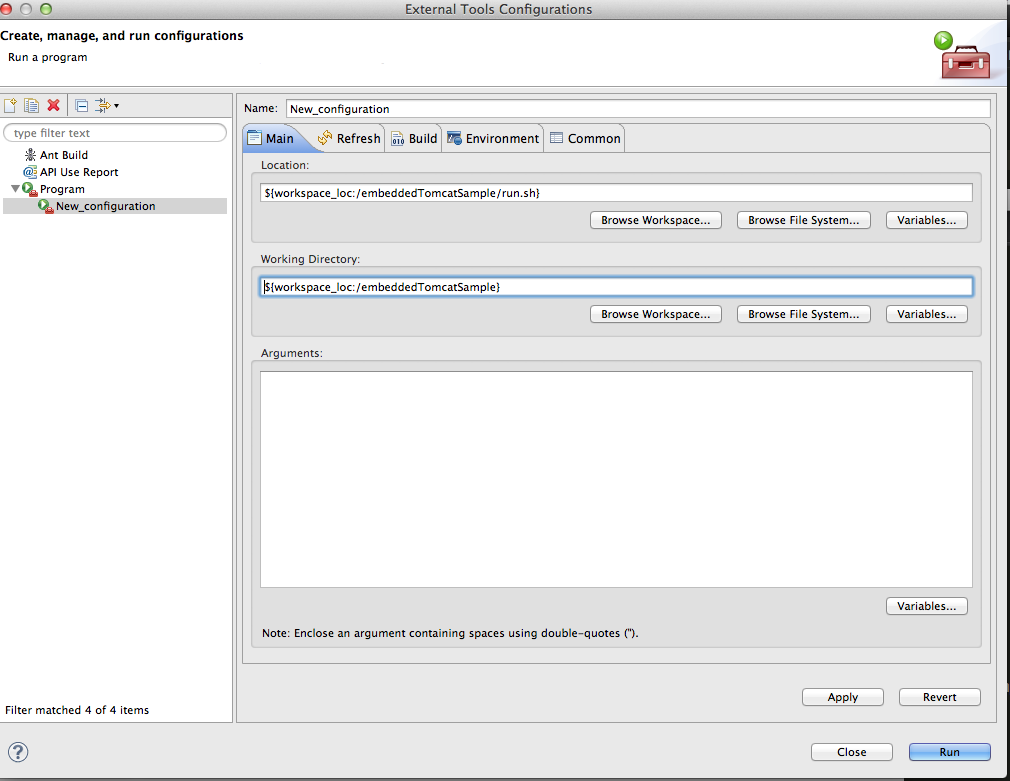 External Tools Configurations
Create, manage, and run configurations
Run a program
type filter text
Ant Build
API Use Report
Program
New_configuration
Filter matched 4 of 4 items
Name: New_configuration
Main Refresh Build Environment Common
Location:
${workspace_loc:/embeddedTomcatSample/run.sh}
Browse Workspace... Browse File System... Variables...
Working Directory:
${workspace_loc:/embeddedTomcatSample}
Browse Workspace... Browse File System... Variables...
Arguments:
Variables...
Note: Enclose an argument containing spaces using double-quotes (").
Apply Revert
? Close Run